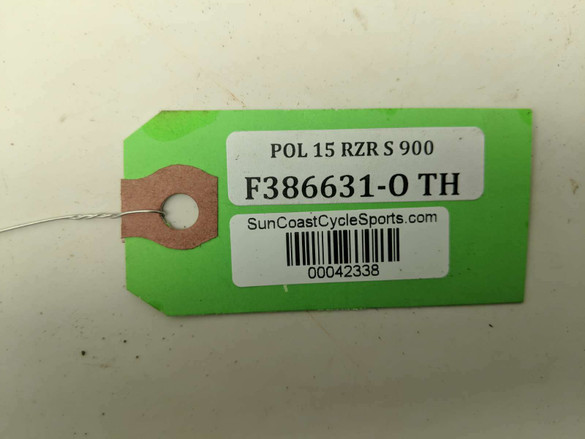 POL 15 RZR S 900
F386631-O TH
SunCoastCycleSports.com
00042338